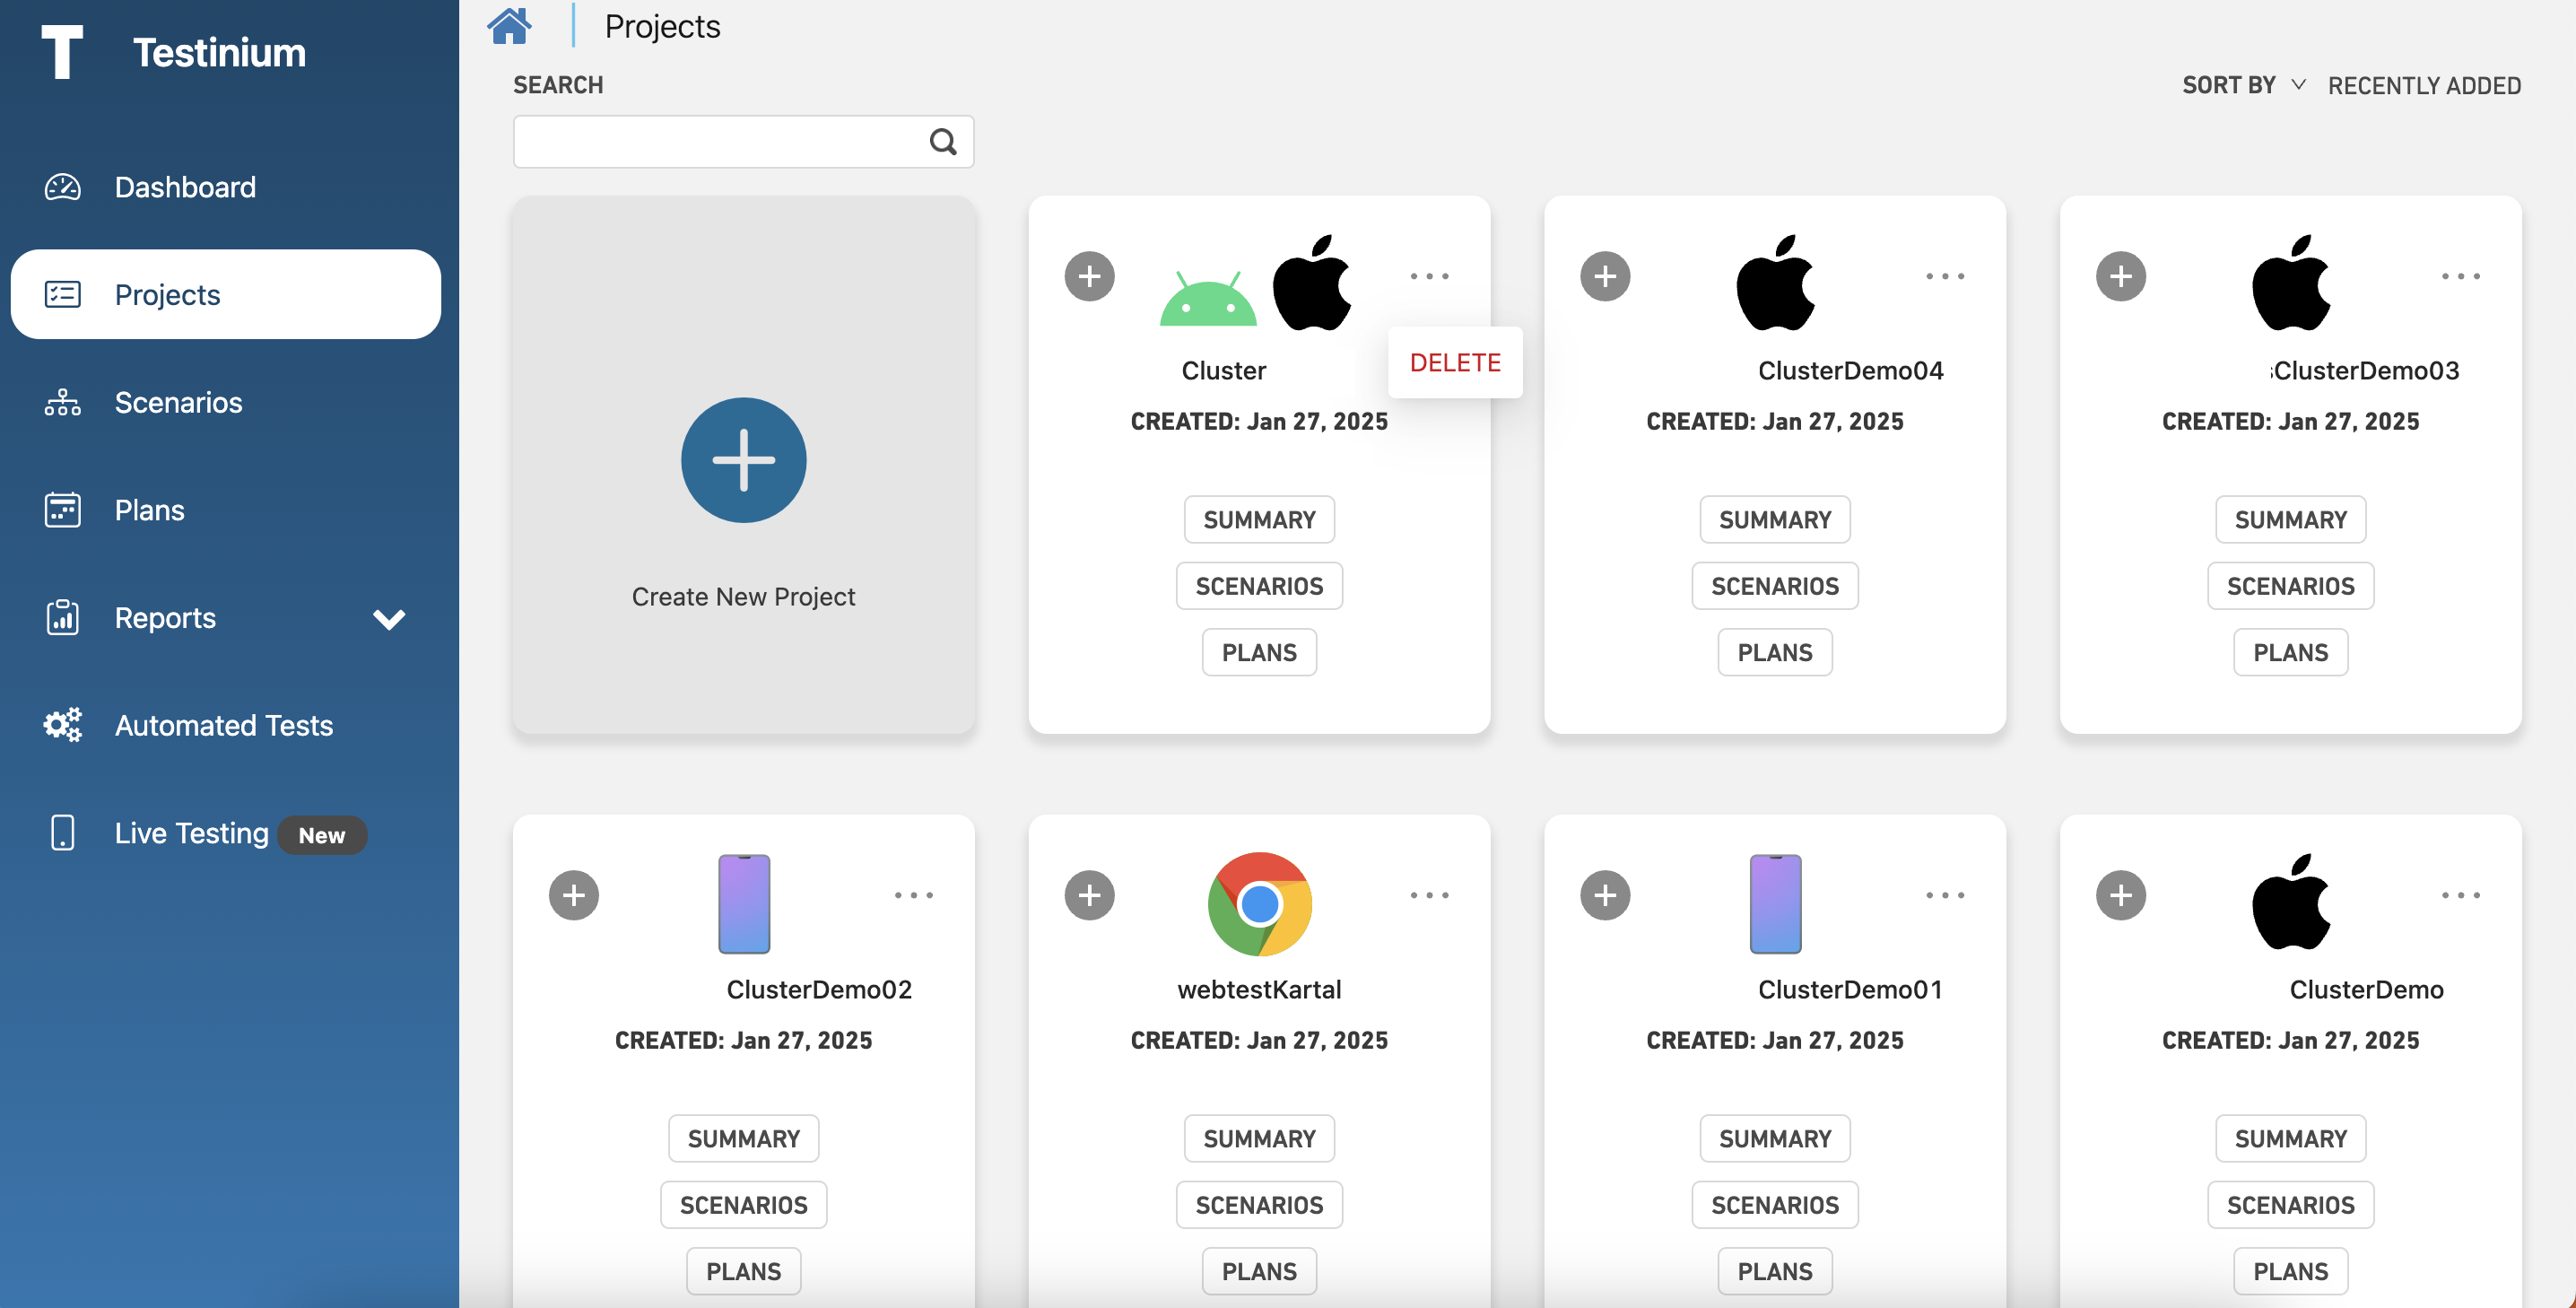 Testinium
Dashboard
Projects
Scenarios
Plans
Reports
Automated Tests
Live Testing New
Projects
SEARCH
SORT BY RECENTLY ADDED
Create New Project
Cluster
DELETE
CREATED: Jan 27, 2025
SUMMARY
SCENARIOS
PLANS
ClusterDemo04
CREATED: Jan 27, 2025
SUMMARY
SCENARIOS
PLANS
ClusterDemo03
CREATED: Jan 27, 2025
SUMMARY
SCENARIOS
PLANS
ClusterDemo02
CREATED: Jan 27, 2025
SUMMARY
SCENARIOS
PLANS
webtestKartal
CREATED: Jan 27, 2025
SUMMARY
SCENARIOS
PLANS
ClusterDemo01
CREATED: Jan 27, 2025
SUMMARY
SCENARIOS
PLANS
ClusterDemo
CREATED: Jan 27, 2025
SUMMARY
SCENARIOS
PLANS